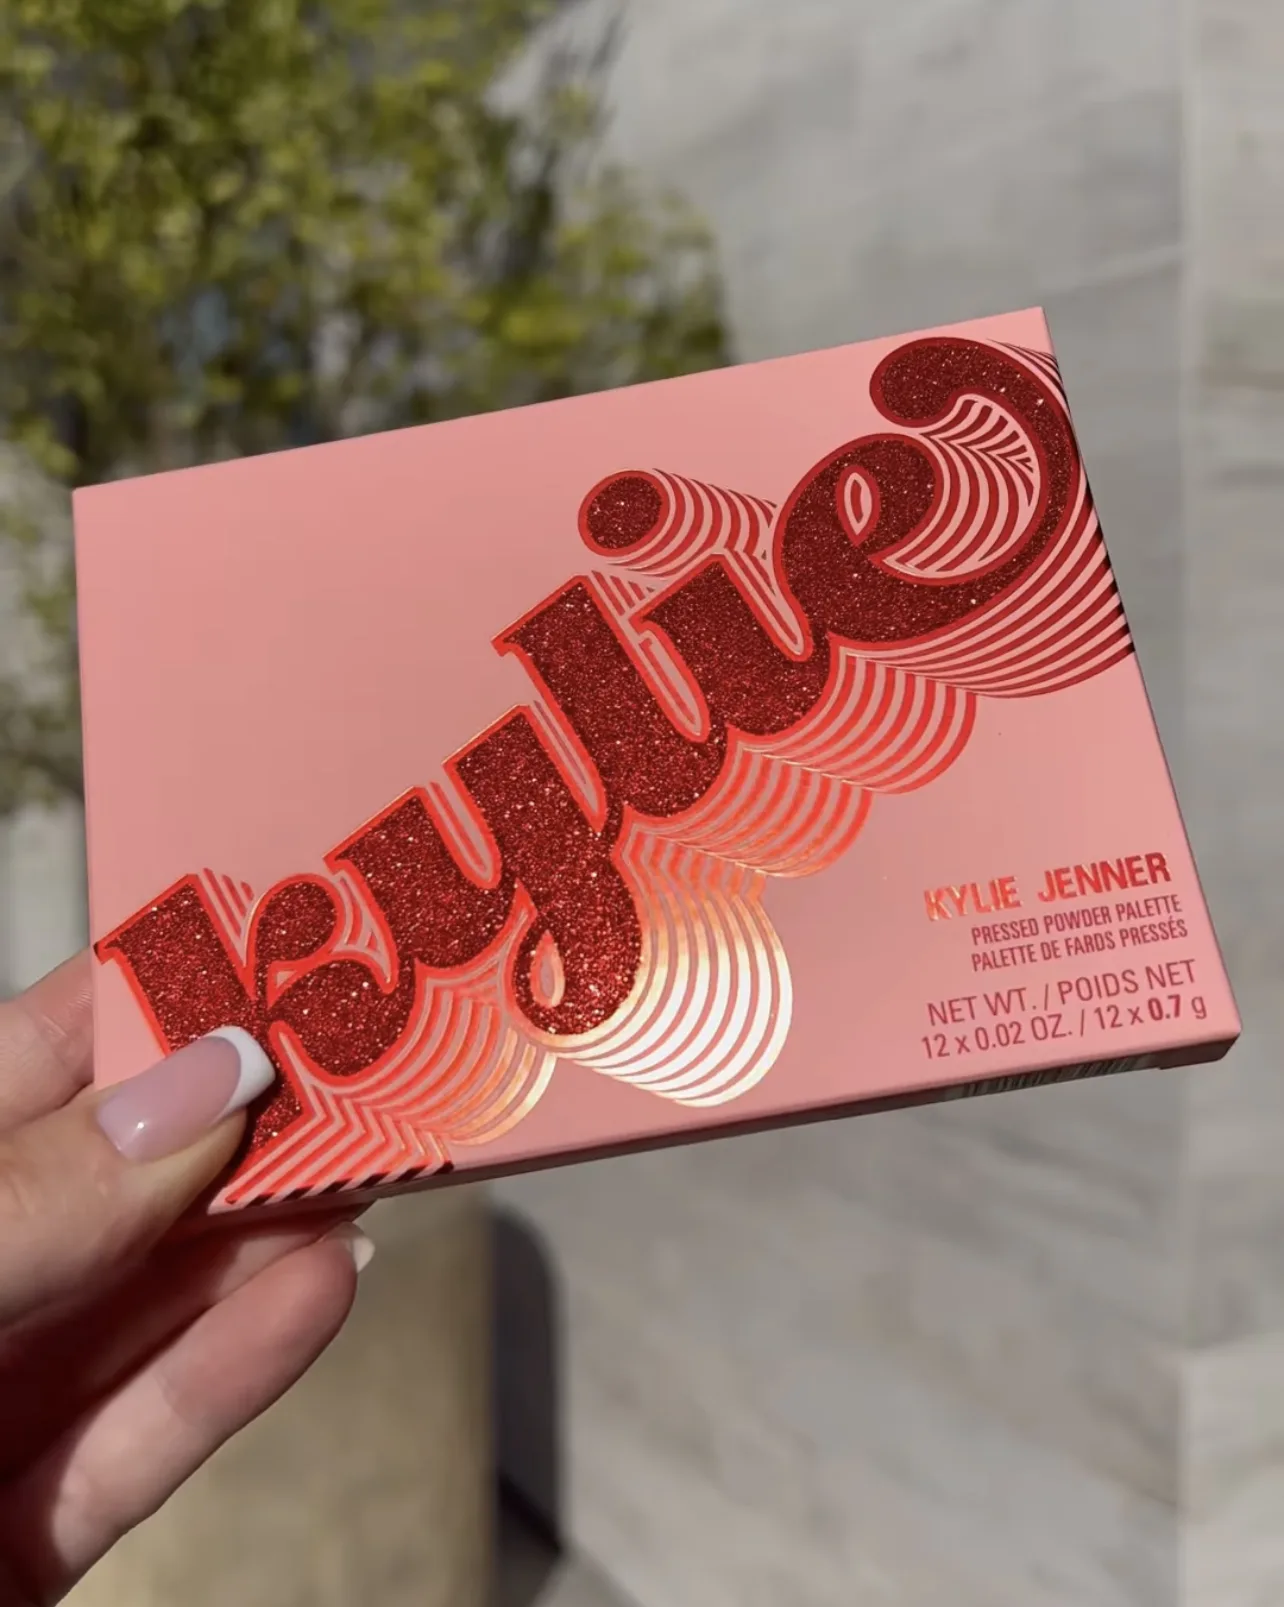 kylie
KYLIE JENNER
PRESSED POWDER PALETTE
PALETTE DE FARDS PRESSÉS
NET WT. / POIDS NET
12 x 0.02 OZ. / 12 x 0.7 g